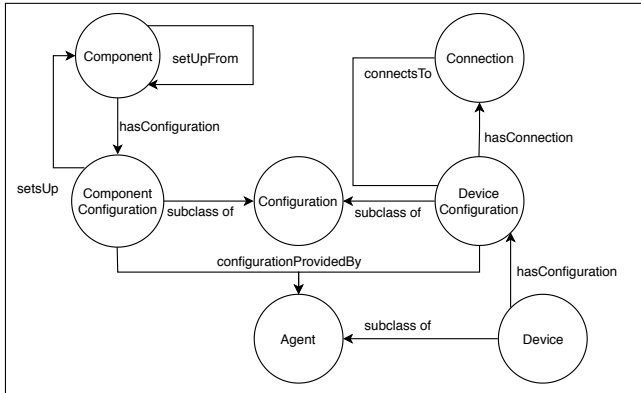 Component
setUpFrom
connectsTo
Connection
hasConfiguration
hasConnection
setsUp
Component
Configuration
subclass of
Configuration
subclass of
Device
Configuration
configurationProvidedBy
hasConfiguration
Agent
subclass of
Device